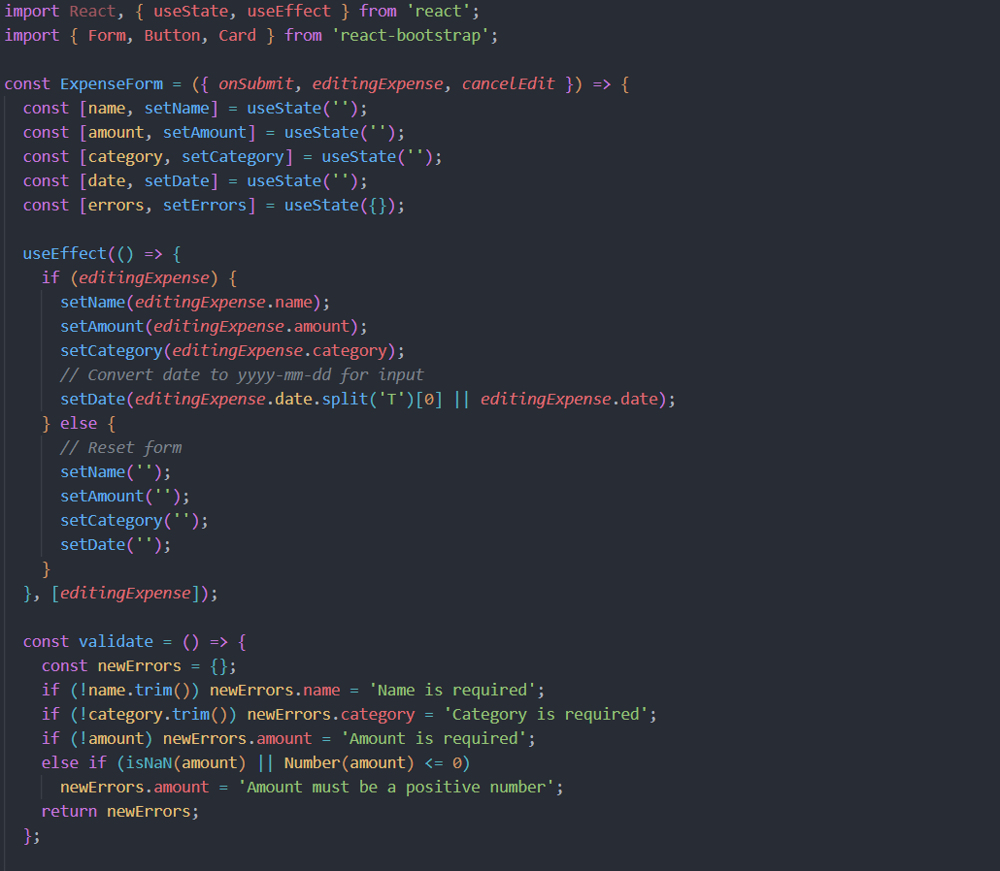 import React, { useState, useEffect } from 'react';
import { Form, Button, Card } from 'react-bootstrap';

const ExpenseForm = ({ onSubmit, editingExpense, cancelEdit }) => {
  const [name, setName] = useState('');
  const [amount, setAmount] = useState('');
  const [category, setCategory] = useState('');
  const [date, setDate] = useState('');
  const [errors, setErrors] = useState({});

  useEffect(() => {
    if (editingExpense) {
      setName(editingExpense.name);
      setAmount(editingExpense.amount);
      setCategory(editingExpense.category);
      // Convert date to yyyy-mm-dd for input
      setDate(editingExpense.date.split('T')[0] || editingExpense.date);
    } else {
      // Reset form
      setName('');
      setAmount('');
      setCategory('');
      setDate('');
    }
  }, [editingExpense]);

  const validate = () => {
    const newErrors = {};
    if (!name.trim()) newErrors.name = 'Name is required';
    if (!category.trim()) newErrors.category = 'Category is required';
    if (!amount) newErrors.amount = 'Amount is required';
    else if (isNaN(amount) || Number(amount) <= 0)
      newErrors.amount = 'Amount must be a positive number';
    return newErrors;
  };